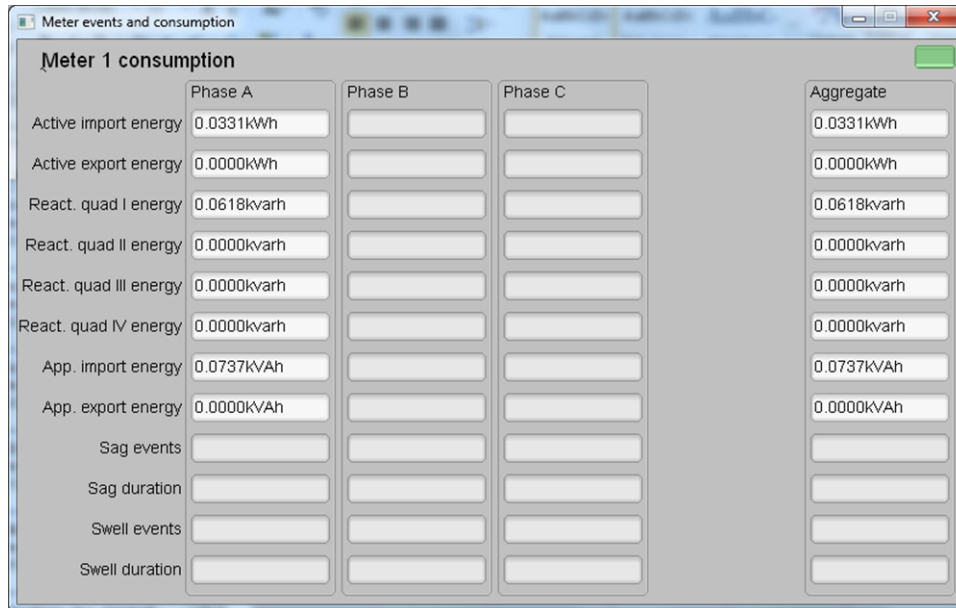 Meter events and consumption
Meter 1 consumption
Phase A Phase B Phase C Aggregate
Active import energy 0.0331kWh 0.0331kWh
Active export energy 0.0000kWh 0.0000kWh
React. quad I energy 0.0618kvarh 0.0618kvarh
React. quad II energy 0.0000kvarh 0.0000kvarh
React. quad III energy 0.0000kvarh 0.0000kvarh
React. quad IV energy 0.0000kvarh 0.0000kvarh
App. import energy 0.0737kVAh 0.0737kVAh
App. export energy 0.0000kVAh 0.0000kVAh
Sag events
Sag duration
Swell events
Swell duration